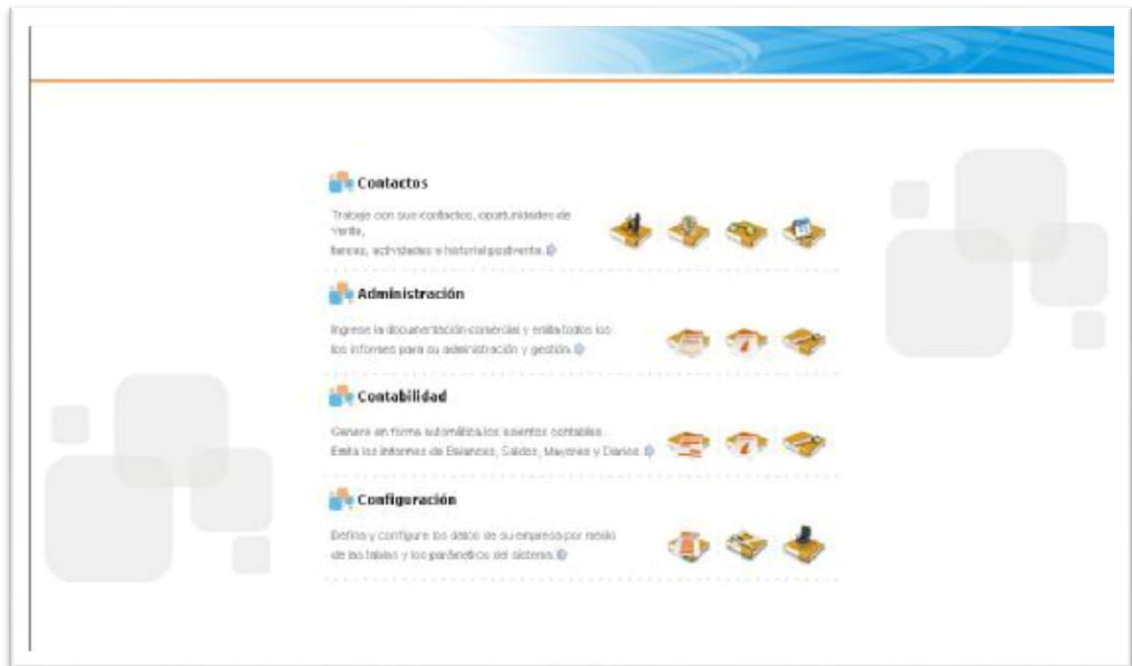 Contactos
Trabaje con sus contactos, oportunidades de
venta,
tareas, actividades e historial postventa.
Administración
Ingrese la documentación comercial y emita todos los
los informes para su administración y gestión.
Contabilidad
Genere en forma automática los asientos contables.
Emita los informes de Balances, Saldos, Mayores y Diarios.
Configuración
Defina y configure los datos de su empresa por medio
de las tablas y los parámetros del sistema.